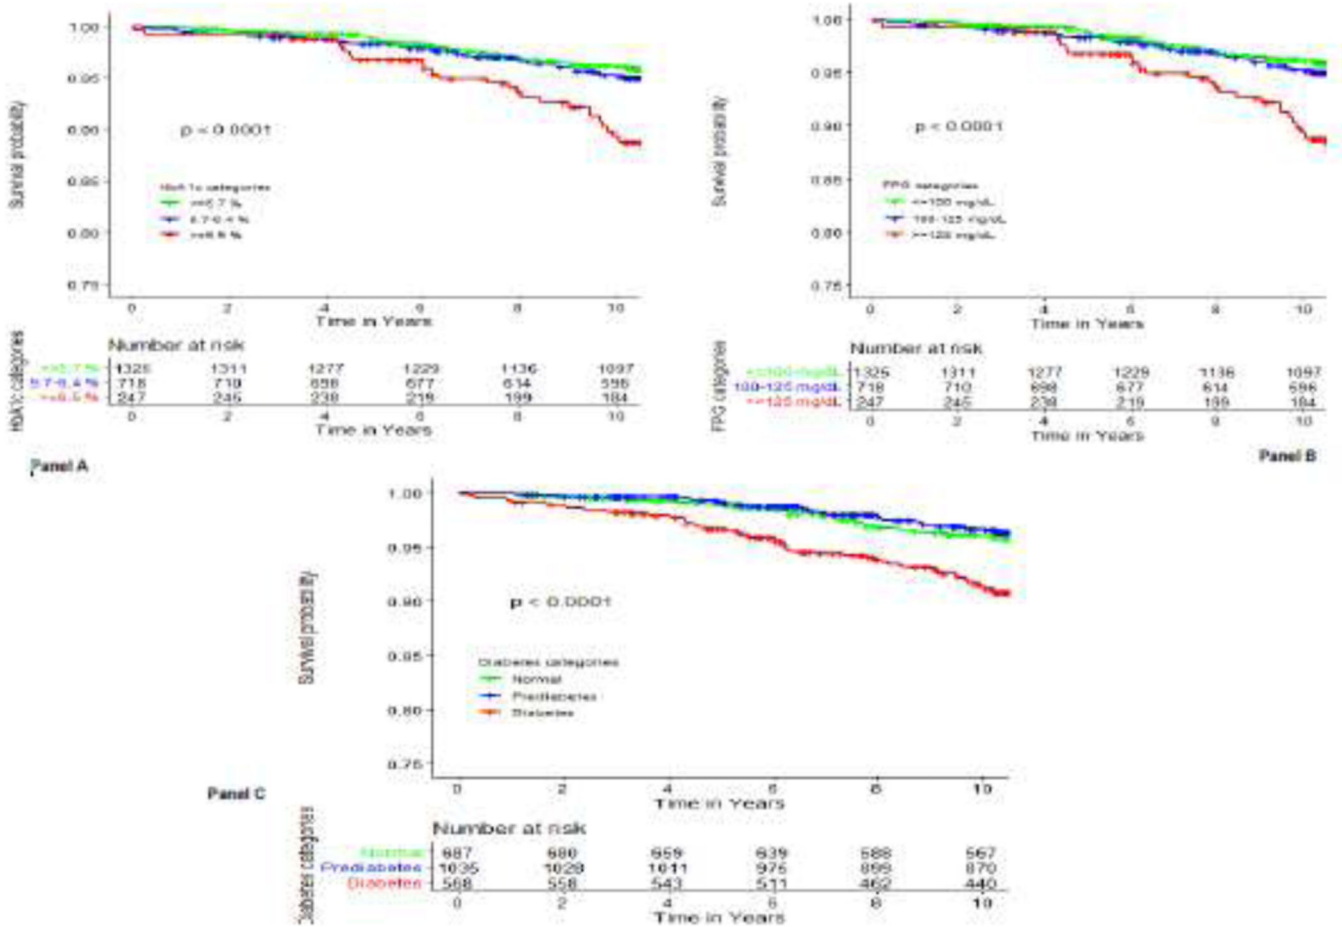 1.00
0.95
0.90
0.85
0.80
0.75
Survival probability
p < 0.0001
HbA1c categories
5.7-6.4 %
0 2 4 6 8 10
Time in Years
Number at risk
HbA1c categories
<=5.7 % 1325 1311 1277 1229 1136 1097
5.7-6.4 % 718 710 698 677 614 596
>=6.5 % 247 245 238 219 199 184
0 2 4 6 8 10
Time in Years
Panel A
1.00
0.95
0.90
0.85
0.80
0.75
Survival probability
p < 0.0001
FPG categories
<=100 mg/dL
100-125 mg/dL
>=125 mg/dL
0 2 4 6 8 10
Time in Years
Number at risk
FPG categories
<=100 mg/dL 1325 1311 1277 1229 1136 1097
100-125 mg/dL 718 710 698 677 614 596
>=125 mg/dL 247 245 238 219 199 184
0 2 4 6 8 10
Time in Years
Panel B
1.00
0.95
0.90
0.85
0.80
0.75
Survival probability
p < 0.0001
Diabetes categories
Normal
Prediabetes
Diabetes
0 2 4 6 8 10
Time in Years
Panel C
Number at risk
Diabetes categories
Normal 687 680 659 639 588 567
Prediabetes 1035 1028 1011 975 899 870
Diabetes 568 558 543 511 462 440
0 2 4 6 8 10
Time in Years